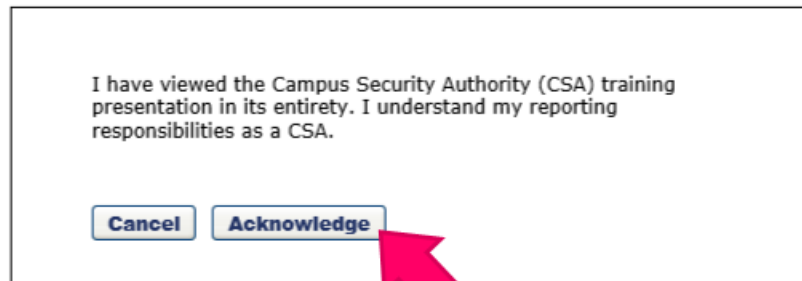 I have viewed the Campus Security Authority (CSA) training
presentation in its entirety. I understand my reporting
responsibilities as a CSA.
Cancel Acknowledge